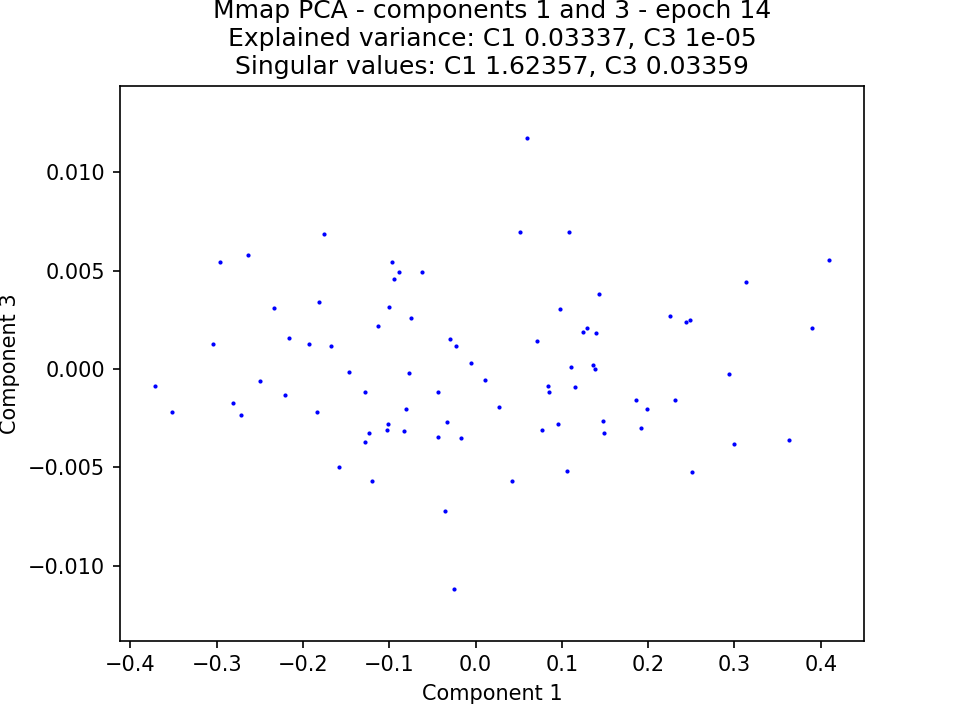 Mmap PCA - components 1 and 3 - epoch 14
Explained variance: C1 0.03337, C3 1e-05
Singular values: C1 1.62357, C3 0.03359
0.010
0.005
0.000
−0.005
−0.010
Component 3
−0.4 −0.3 −0.2 −0.1 0.0 0.1 0.2 0.3 0.4
Component 1